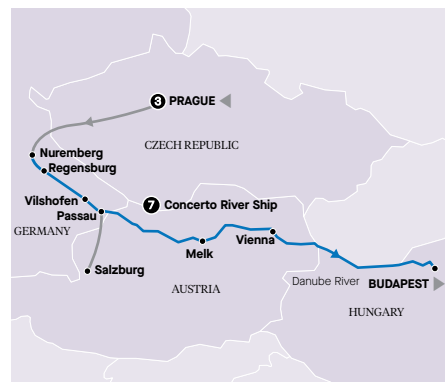 3 PRAGUE
CZECH REPUBLIC
Nuremberg
Regensburg
Vilshofen
7 Concerto River Ship
Passau
GERMANY
Vienna
Melk
Salzburg
Danube River
BUDAPEST
AUSTRIA
HUNGARY